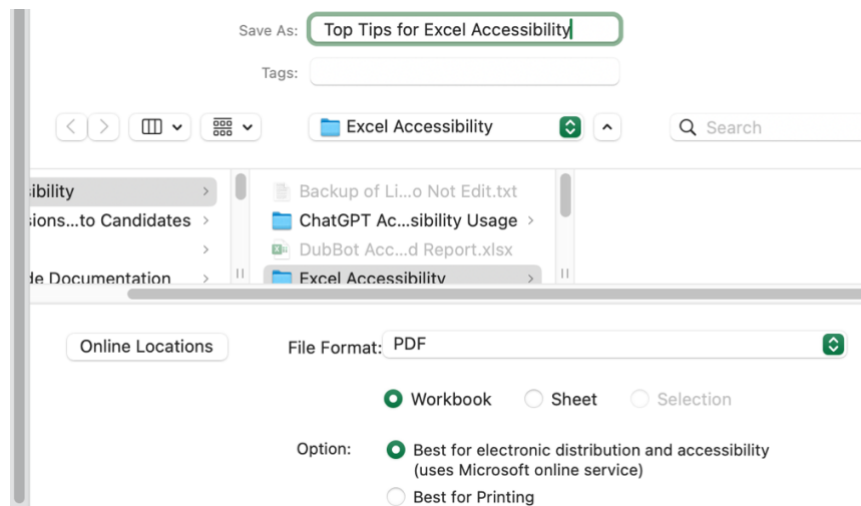 Save As: Top Tips for Excel Accessibility
Tags:
Excel Accessibility
Search
ibility
Backup of Li...o Not Edit.txt
ions...to Candidates
ChatGPT Ac...sibility Usage
DubBot Acc...d Report.xlsx
de Documentation
Excel Accessibility
Online Locations
File Format: PDF
Workbook Sheet Selection
Option: Best for electronic distribution and accessibility
(uses Microsoft online service)
Best for Printing